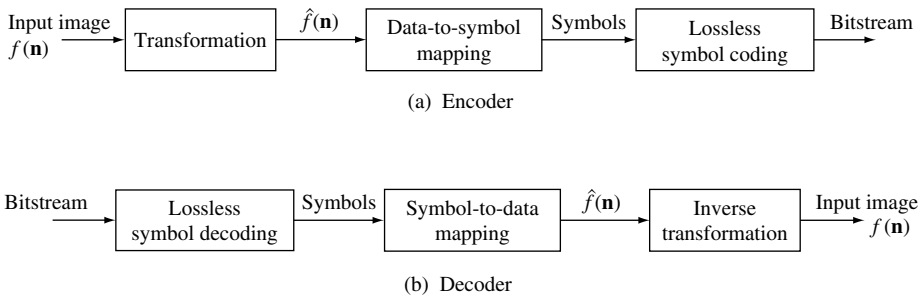 Input image
f(n)
Transformation
f̂(n)
Data-to-symbol
mapping
Symbols
Lossless
symbol coding
Bitstream
(a) Encoder
Bitstream
Lossless
symbol decoding
Symbols
Symbol-to-data
mapping
f̂(n)
Inverse
transformation
Input image
f(n)
(b) Decoder